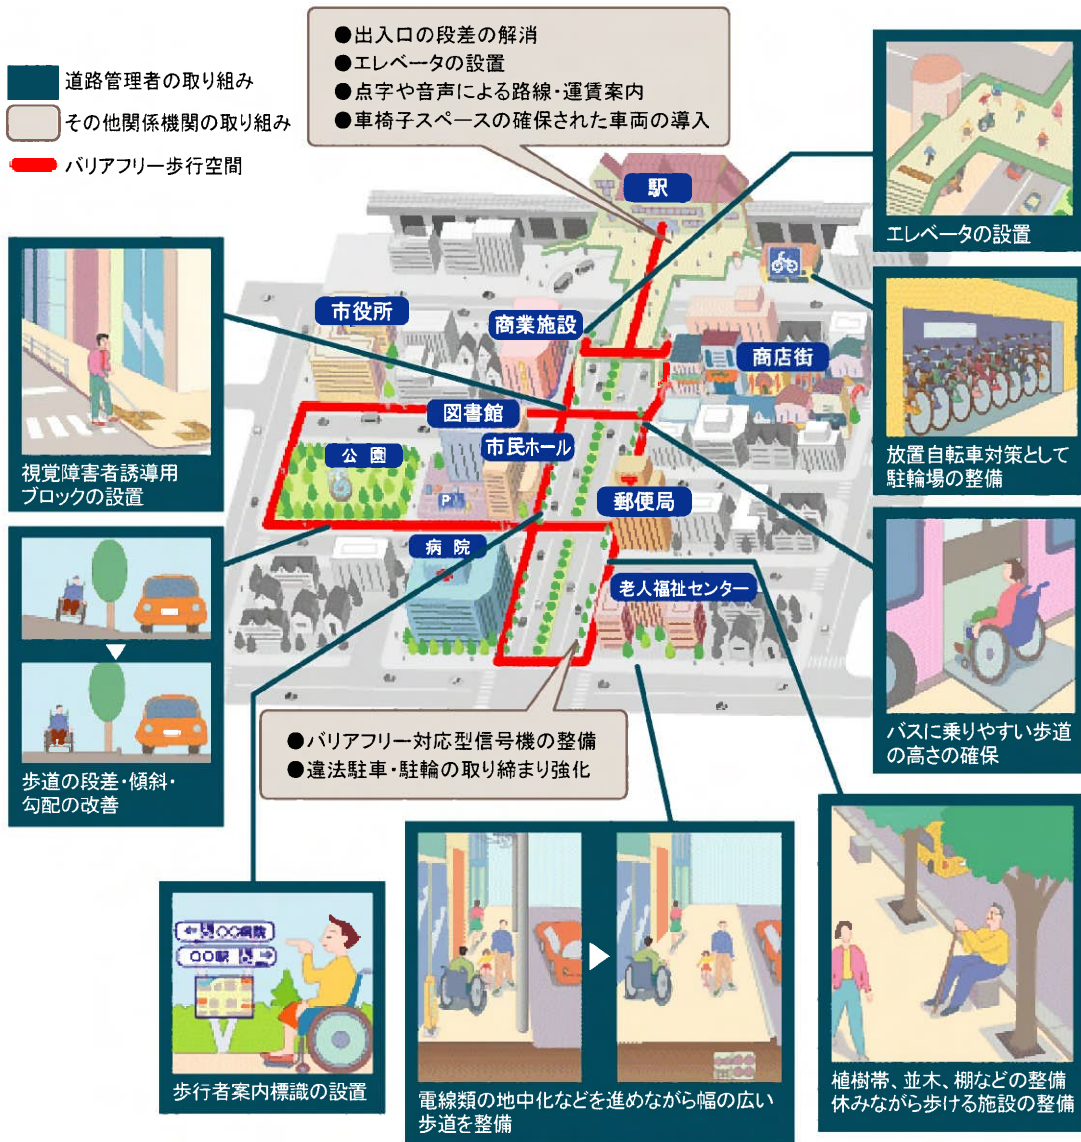 ●出入口の段差の解消
●エレベータの設置
●点字や音声による路線・運賃案内
●車椅子スペースの確保された車両の導入
道路管理者の取り組み
その他関係機関の取り組み
バリアフリー歩行空間
駅
エレベータの設置
市役所
商業施設
商店街
図書館
市民ホール
公園
P
郵便局
病院
老人福祉センター
視覚障害者誘導用
ブロックの設置
放置自転車対策として
駐輪場の整備
歩道の段差・傾斜・
勾配の改善
バスに乗りやすい歩道
の高さの確保
●バリアフリー対応型信号機の整備
●違法駐車・駐輪の取り締まり強化
←〇〇病院
〇〇駅→
歩行者案内標識の設置
電線類の地中化などを進めながら幅の広い
歩道を整備
植樹帯、並木、棚などの整備
休みながら歩ける施設の整備